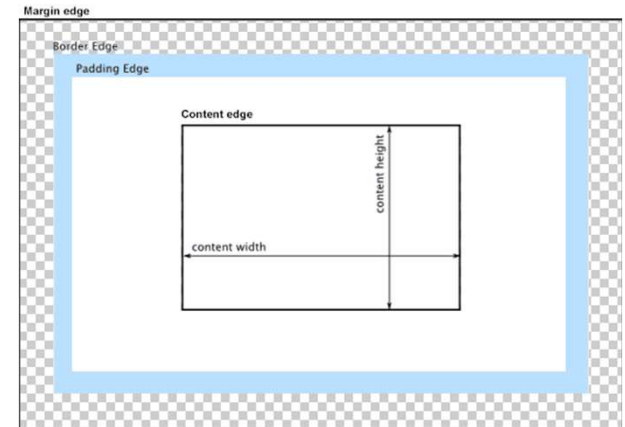 Margin edge
Border Edge
Padding Edge
Content edge
content height
content width